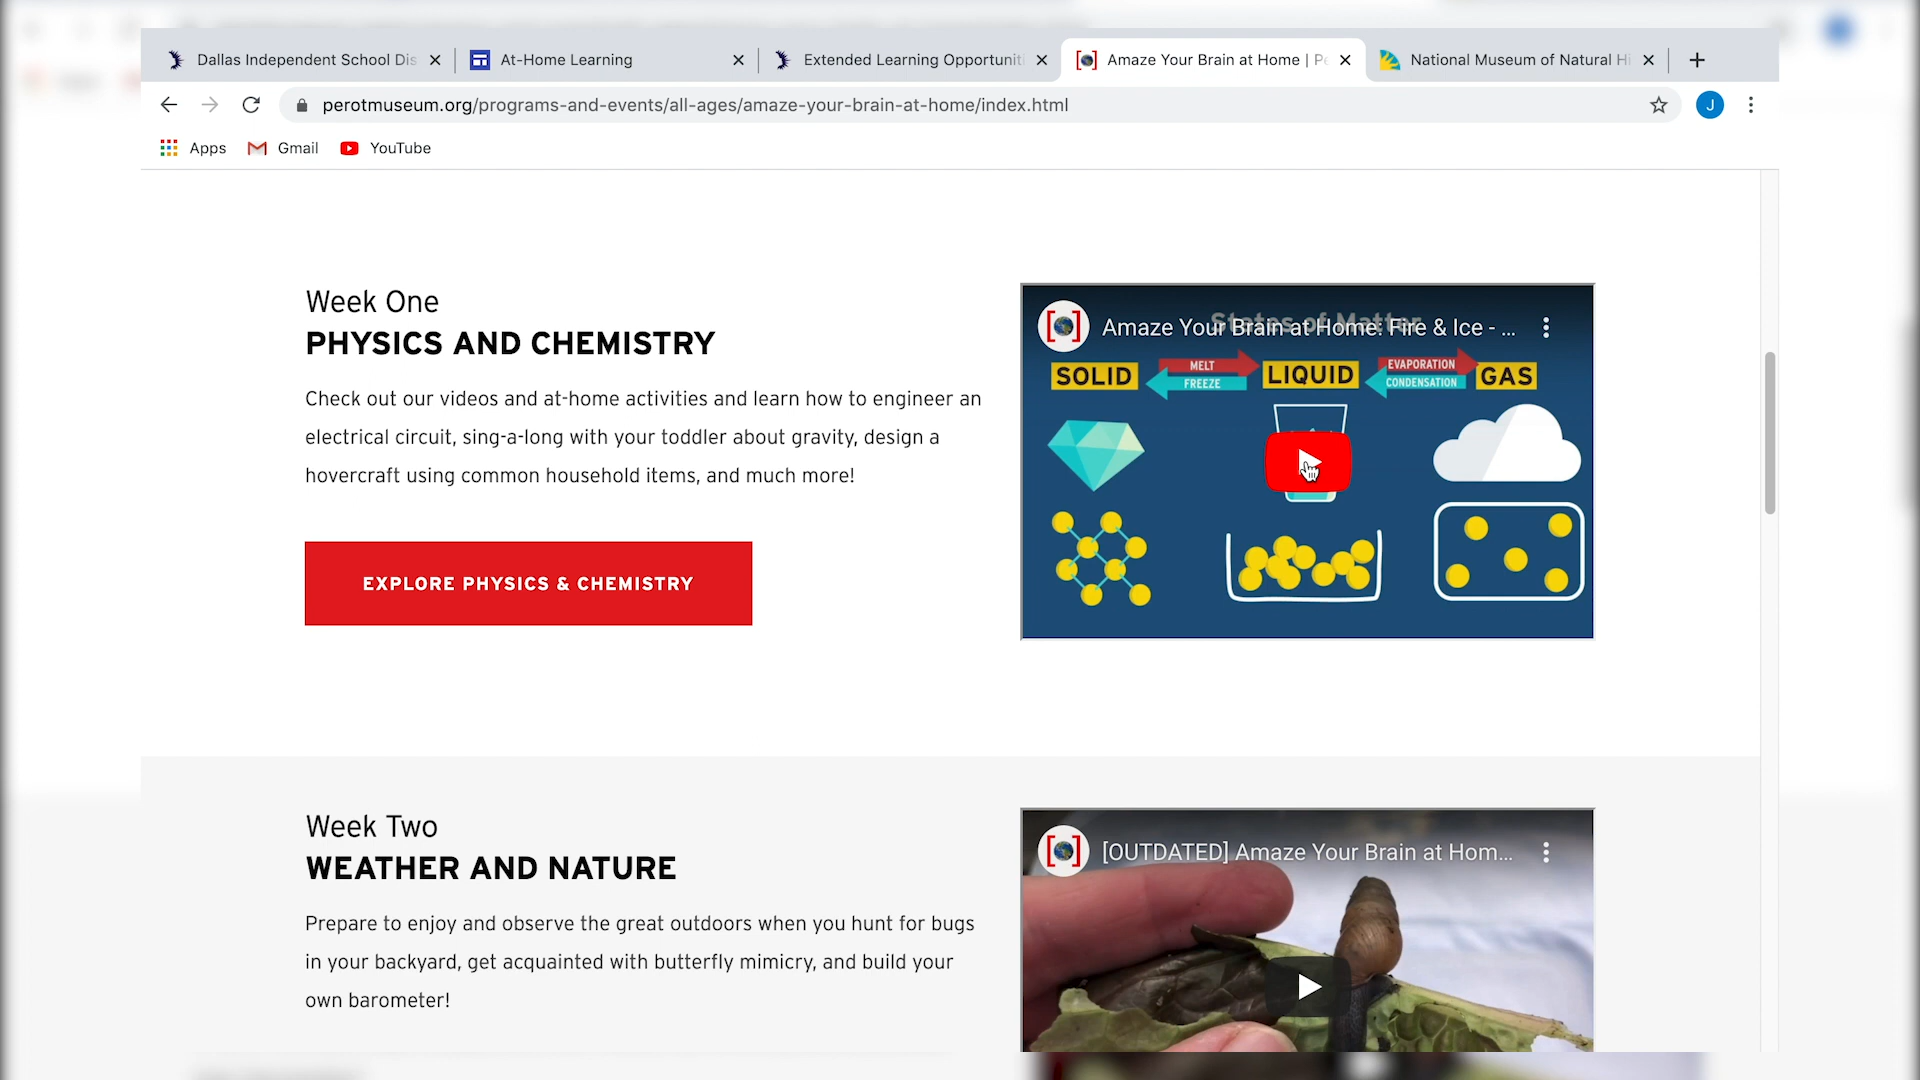 Dallas Independent School Dis
At-Home Learning
Extended Learning Opportuniti
Amaze Your Brain at Home | Pe
National Museum of Natural Hi
perotmuseum.org/programs-and-events/all-ages/amaze-your-brain-at-home/index.html
J
Apps
Gmail
YouTube
Week One
PHYSICS AND CHEMISTRY
Check out our videos and at-home activities and learn how to engineer an
electrical circuit, sing-a-long with your toddler about gravity, design a
hovercraft using common household items, and much more!
EXPLORE PHYSICS & CHEMISTRY
States of Matter
Amaze Your Brain at Home: Fire & Ice - ...
SOLID
MELT
FREEZE
LIQUID
EVAPORATION
CONDENSATION
GAS
Week Two
WEATHER AND NATURE
Prepare to enjoy and observe the great outdoors when you hunt for bugs
in your backyard, get acquainted with butterfly mimicry, and build your
own barometer!
[OUTDATED] Amaze Your Brain at Hom...